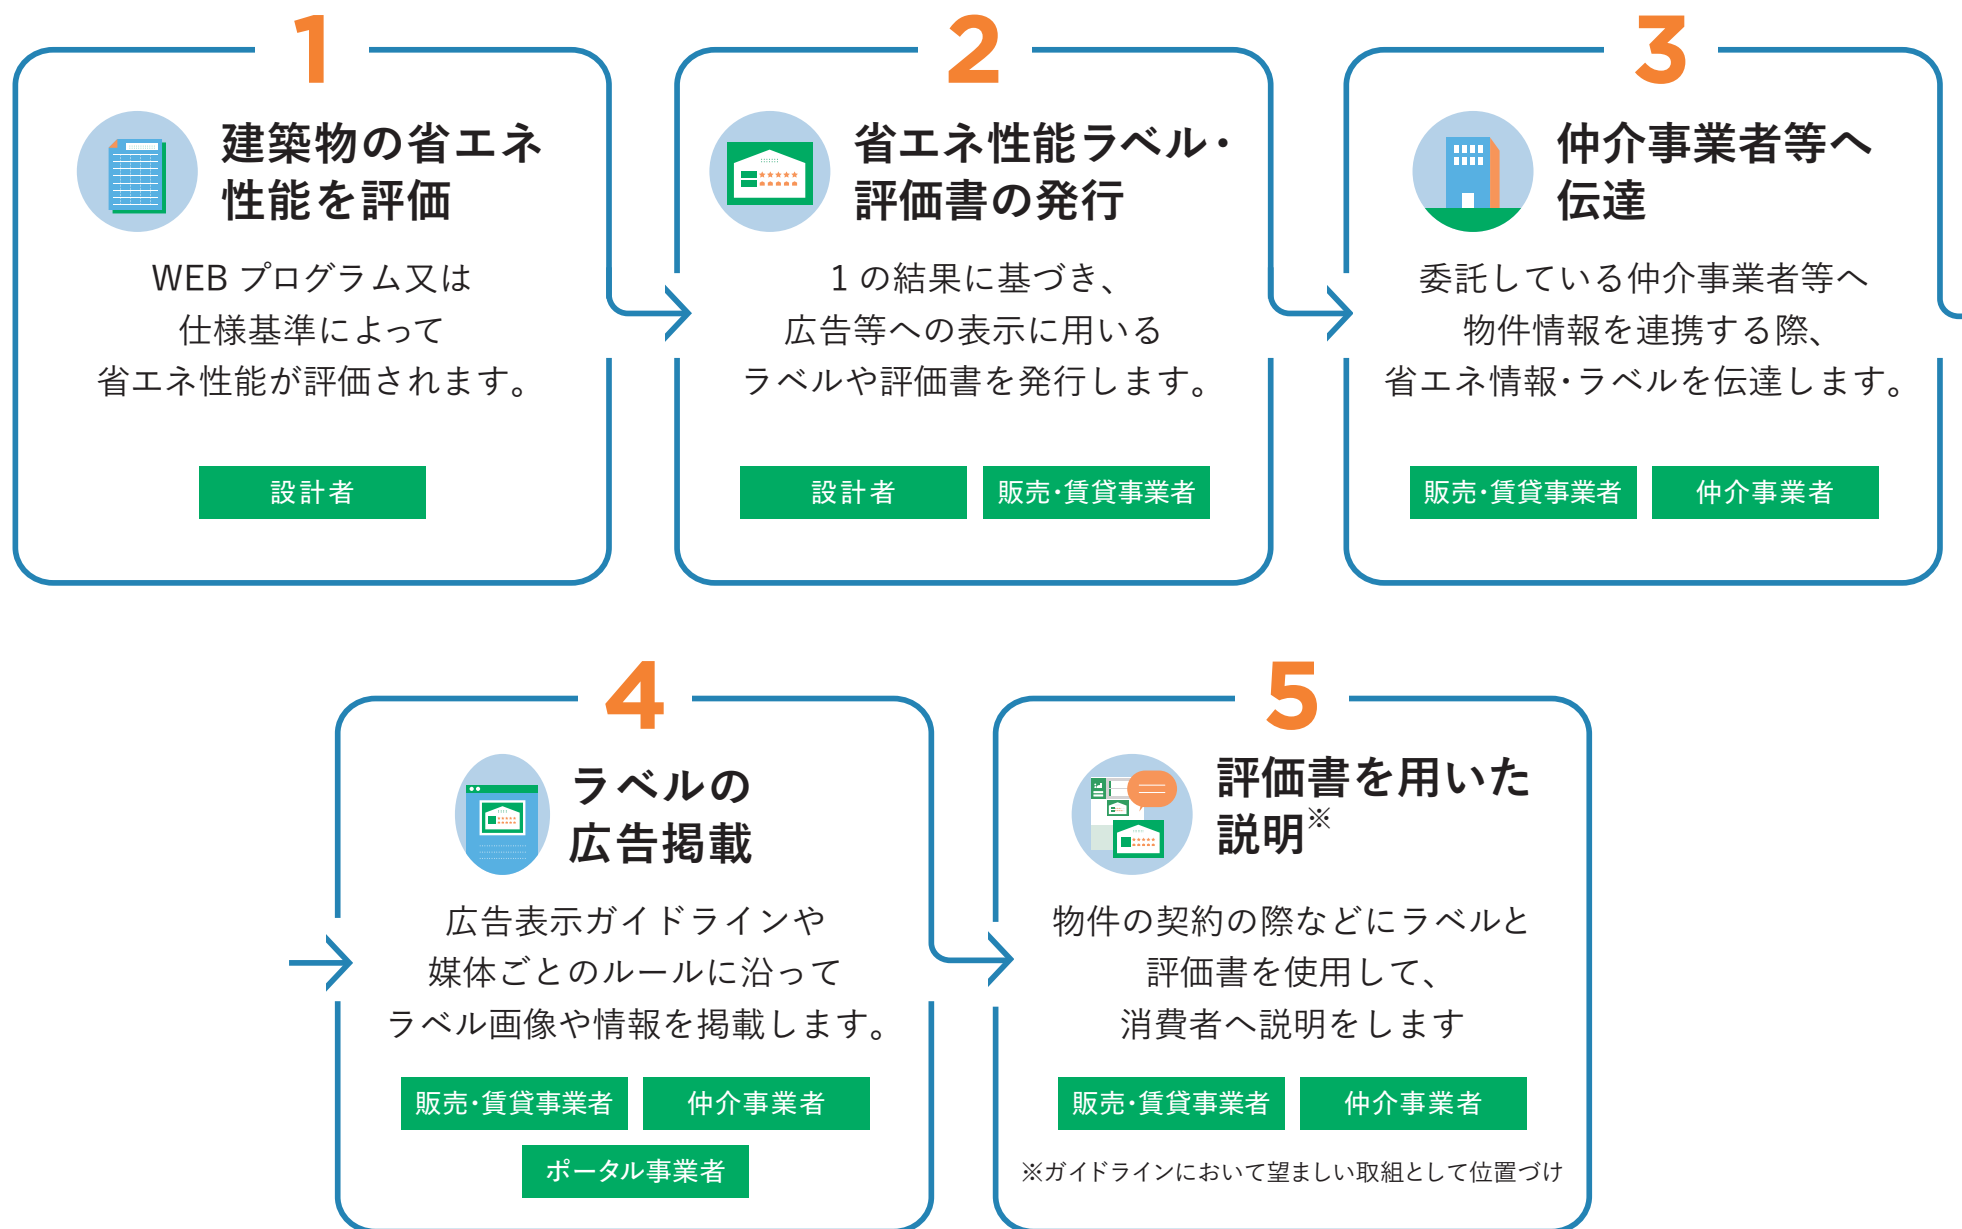 1
建築物の省エネ
性能を評価
WEB プログラム又は
仕様基準によって
省エネ性能が評価されます。
設計者
2
省エネ性能ラベル・
評価書の発行
1 の結果に基づき、
広告等への表示に用いる
ラベルや評価書を発行します。
設計者
販売・賃貸事業者
3
仲介事業者等へ
伝達
委託している仲介事業者等へ
物件情報を連携する際、
省エネ情報・ラベルを伝達します。
販売・賃貸事業者
仲介事業者
4
ラベルの
広告掲載
広告表示ガイドラインや
媒体ごとのルールに沿って
ラベル画像や情報を掲載します。
販売・賃貸事業者
仲介事業者
ポータル事業者
5
評価書を用いた
説明※
物件の契約の際などにラベルと
評価書を使用して、
消費者へ説明をします
販売・賃貸事業者
仲介事業者
※ガイドラインにおいて望ましい取組として位置づけ